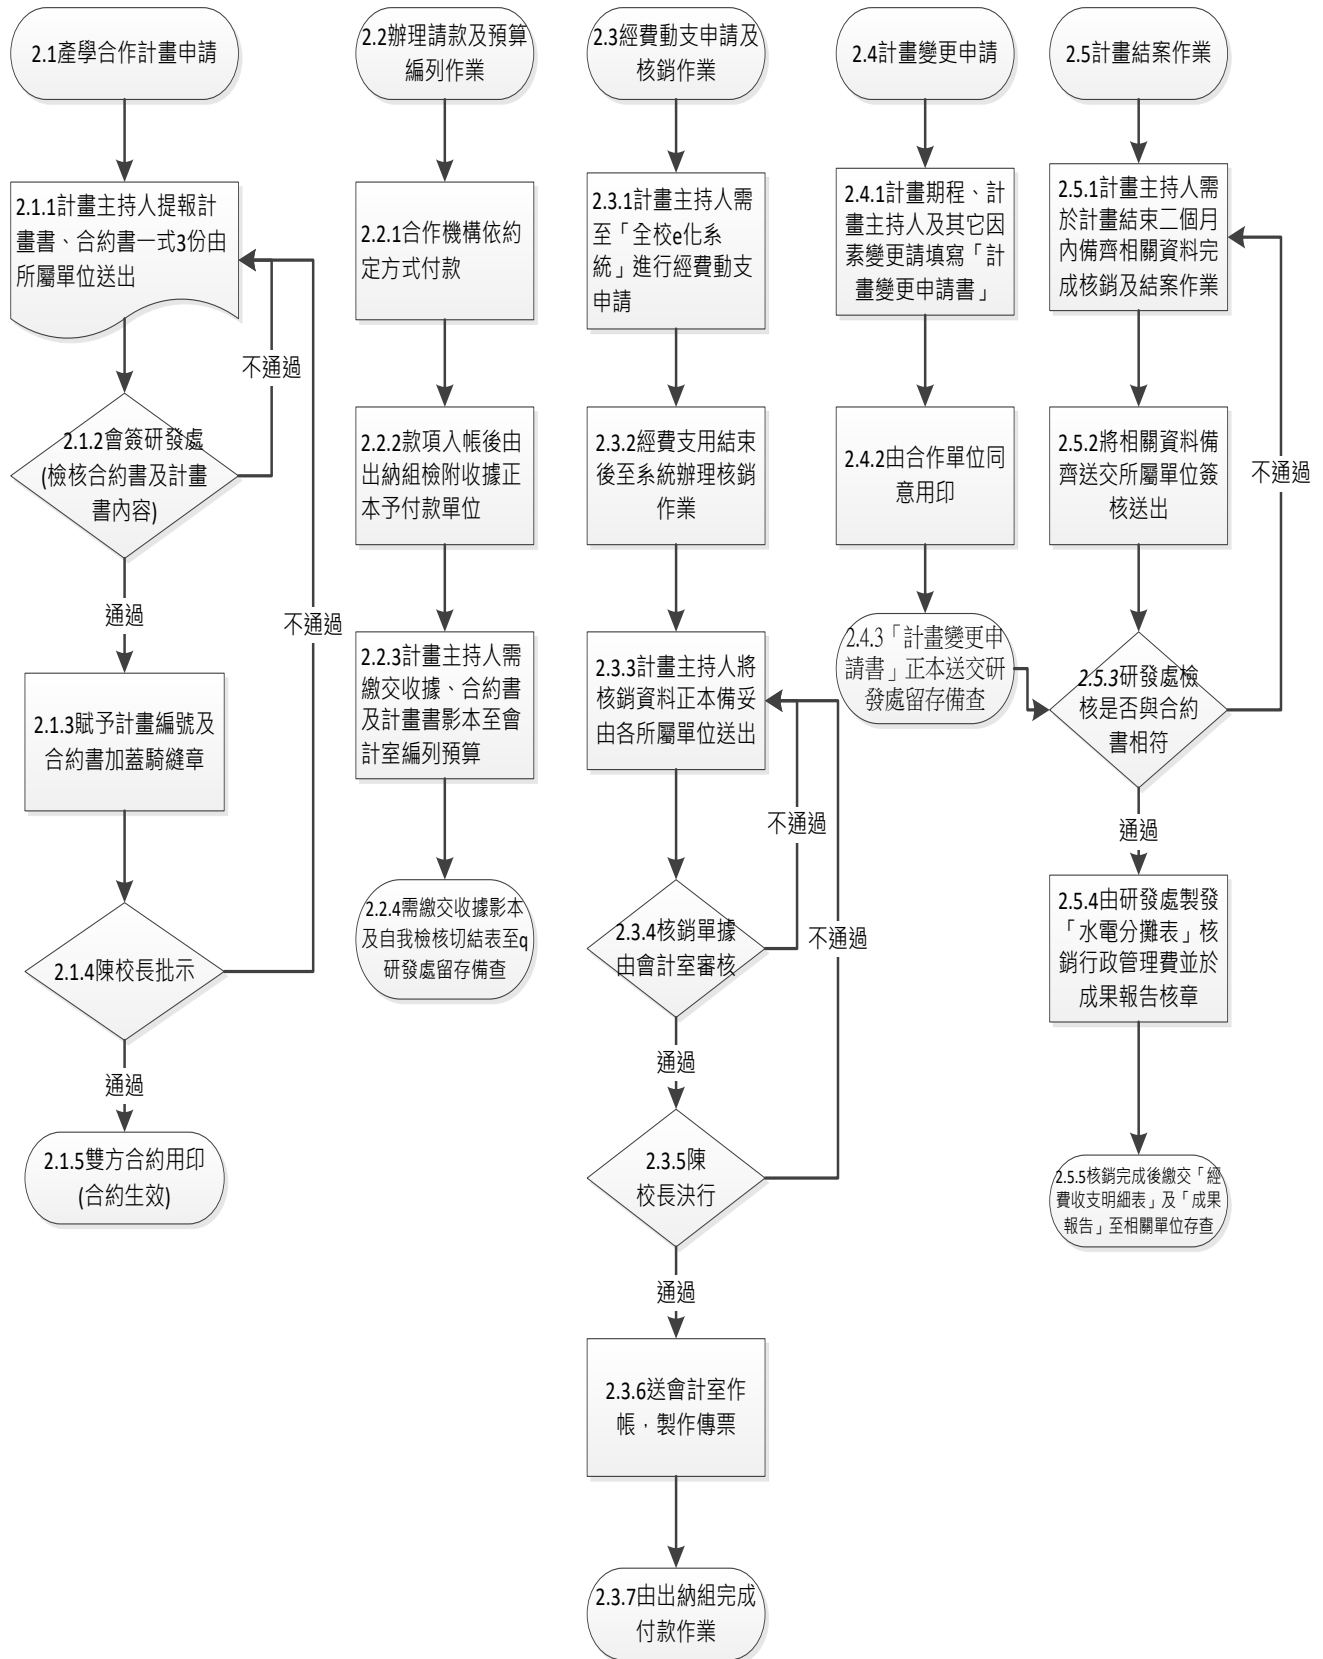 2.1產學合作計畫申請
2.1.1計畫主持人提報計
畫書、合約書一式3份由
所屬單位送出
不通過
2.1.2會簽研發處
(檢核合約書及計畫
書內容)
通過
不通過
2.1.3賦予計畫編號及
合約書加蓋騎縫章
2.1.4陳校長批示
通過
2.1.5雙方合約用印
(合約生效)
2.2辦理請款及預算
編列作業
2.2.1合作機構依約
定方式付款
2.2.2款項入帳後由
出納組檢附收據正
本予付款單位
2.2.3計畫主持人需
繳交收據、合約書
及計畫書影本至會
計室編列預算
2.2.4需繳交收據影本
及自我檢核切結表至q
研發處留存備查
2.3經費動支申請及
核銷作業
2.3.1計畫主持人需
至「全校e化系
統」進行經費動支
申請
2.3.2經費支用結束
後至系統辦理核銷
作業
2.3.3計畫主持人將
核銷資料正本備妥
由各所屬單位送出
不通過
2.3.4核銷單據
由會計室審核
不通過
通過
2.3.5陳
校長決行
通過
2.3.6送會計室作
帳，製作傳票
2.3.7由出納組完成
付款作業
2.4計畫變更申請
2.4.1計畫期程、計
畫主持人及其它因
素變更請填寫「計
畫變更申請書」
2.4.2由合作單位同
意用印
2.4.3「計畫變更申
請書」正本送交研
發處留存備查
2.5計畫結案作業
2.5.1計畫主持人需
於計畫結束二個月
內備齊相關資料完
成核銷及結案作業
2.5.2將相關資料備
齊送交所屬單位簽
核送出
不通過
2.5.3研發處檢
核是否與合約
書相符
通過
2.5.4由研發處製發
「水電分攤表」核
銷行政管理費並於
成果報告核章
2.5.5核銷完成後繳交「經
費收支明細表」及「成果
報告」至相關單位存查